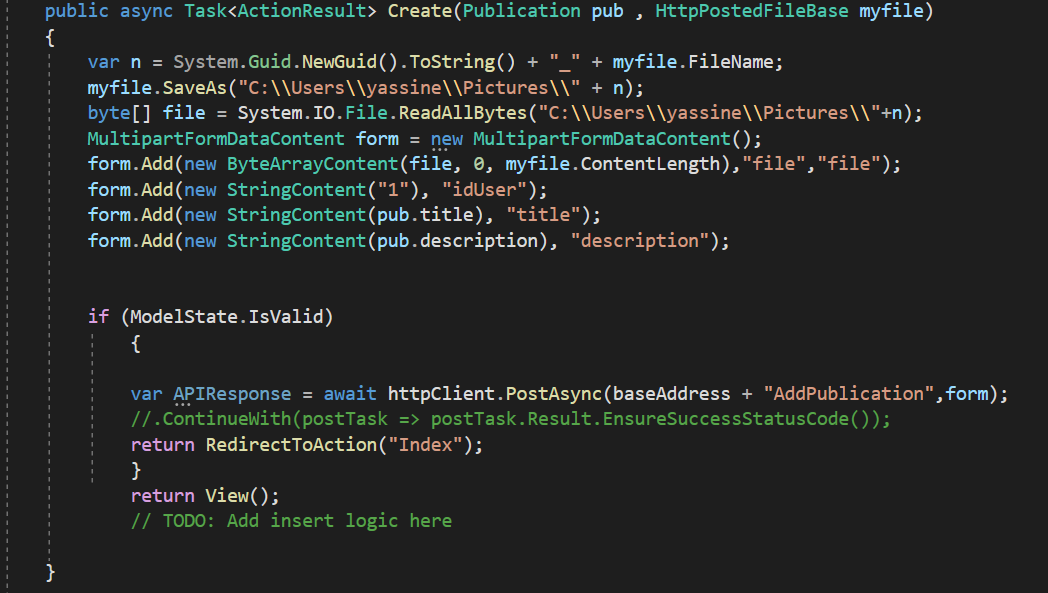 public async Task<ActionResult> Create(Publication pub , HttpPostedFileBase myfile)
{
var n = System.Guid.NewGuid().ToString() + "_" + myfile.FileName;
myfile.SaveAs("C:\\Users\\yassine\\Pictures\\" + n);
byte[] file = System.IO.File.ReadAllBytes("C:\\Users\\yassine\\Pictures\\"+n);
MultipartFormDataContent form = new MultipartFormDataContent();
form.Add(new ByteArrayContent(file, 0, myfile.ContentLength),"file","file");
form.Add(new StringContent("1"), "idUser");
form.Add(new StringContent(pub.title), "title");
form.Add(new StringContent(pub.description), "description");
if (ModelState.IsValid)
{
var APIResponse = await httpClient.PostAsync(baseAddress + "AddPublication",form);
//.ContinueWith(postTask => postTask.Result.EnsureSuccessStatusCode());
return RedirectToAction("Index");
}
return View();
// TODO: Add insert logic here
}